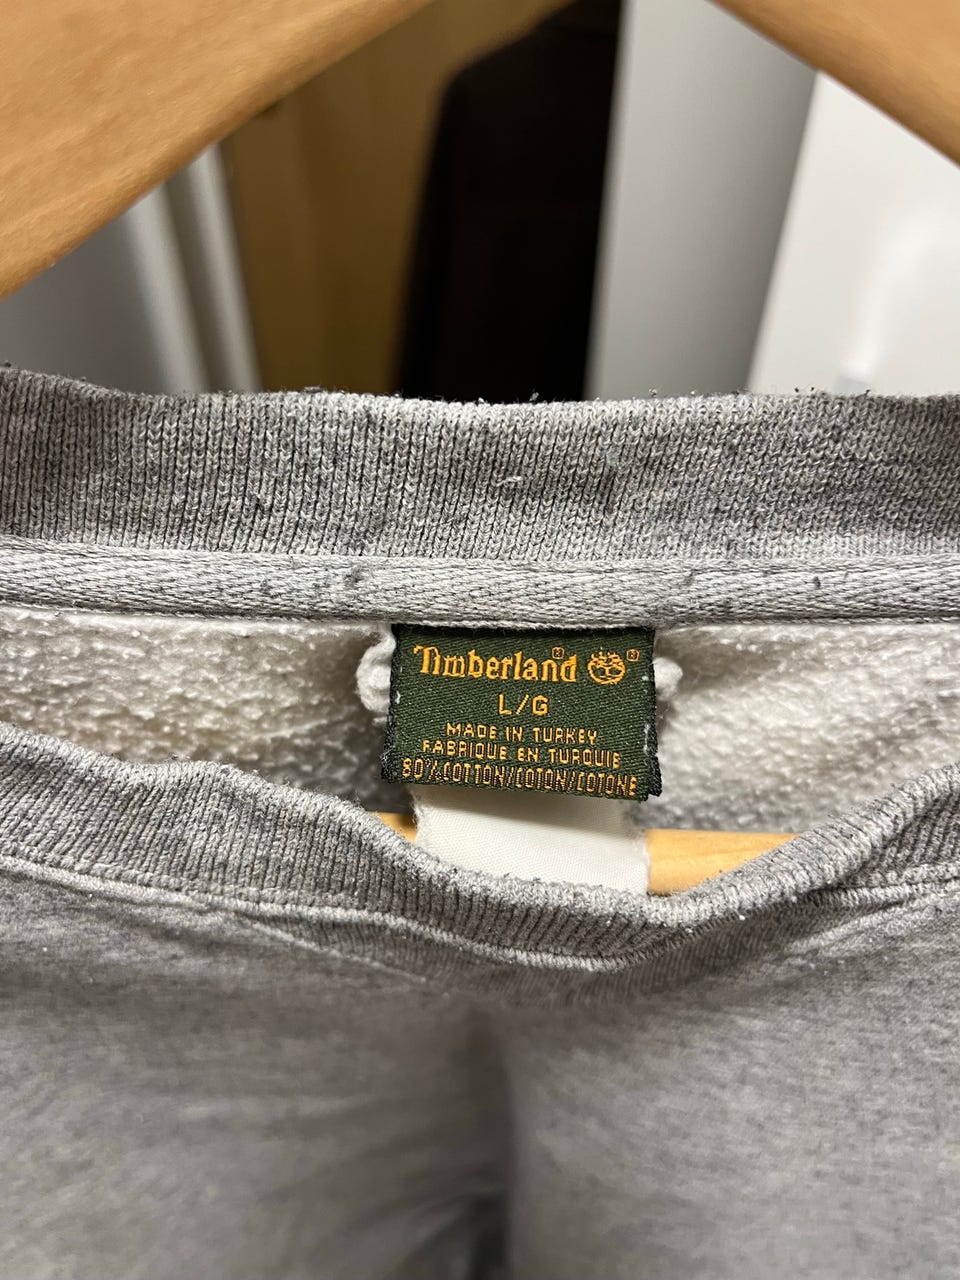 Timberland®
L/G
MADE IN TURKEY
FABRIQUE EN TURQUIE
80% COTTON/COTON/COTONE